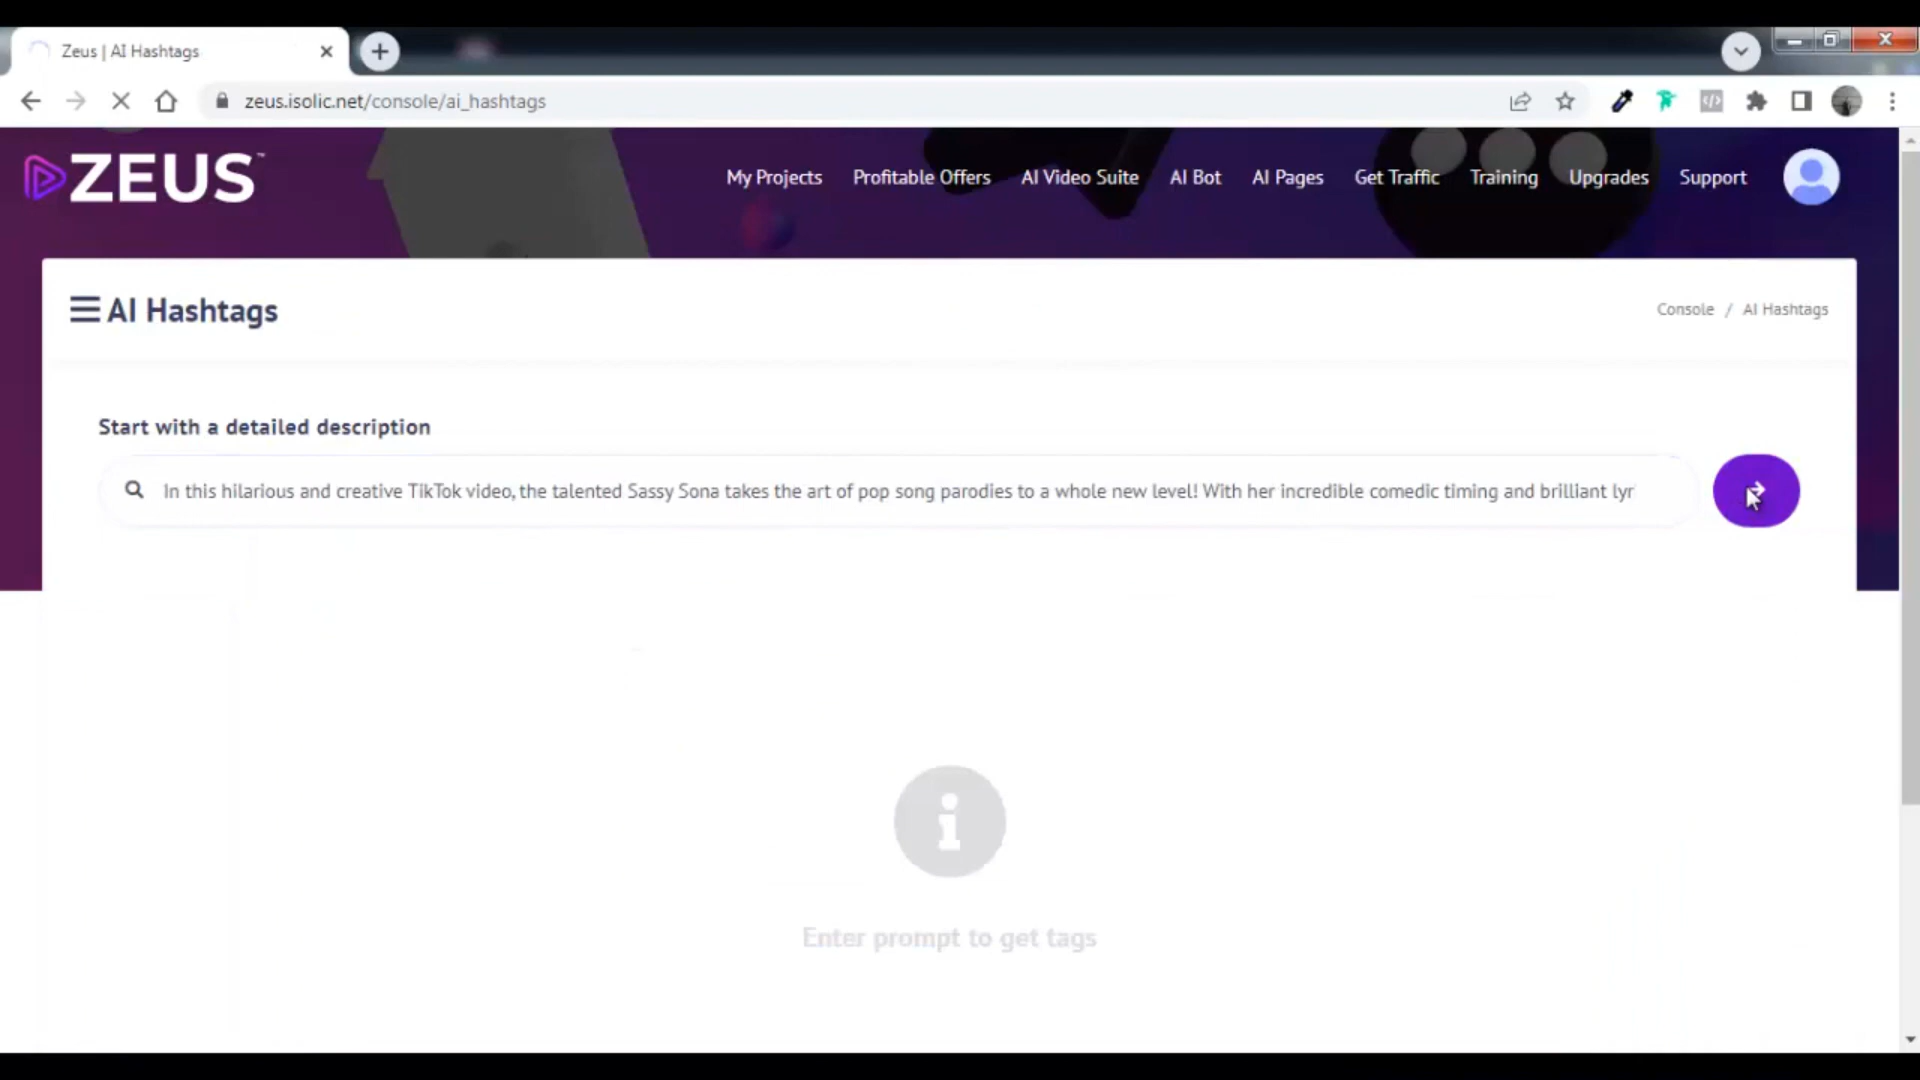 Zeus | AI Hashtags
zeus.isolic.net/console/ai_hashtags
ZEUS™
My Projects Profitable Offers AI Video Suite AI Bot AI Pages Get Traffic Training Upgrades Support
AI Hashtags
Console / AI Hashtags
Start with a detailed description
In this hilarious and creative TikTok video, the talented Sassy Sona takes the art of pop song parodies to a whole new level! With her incredible comedic timing and brilliant lyr
Enter prompt to get tags